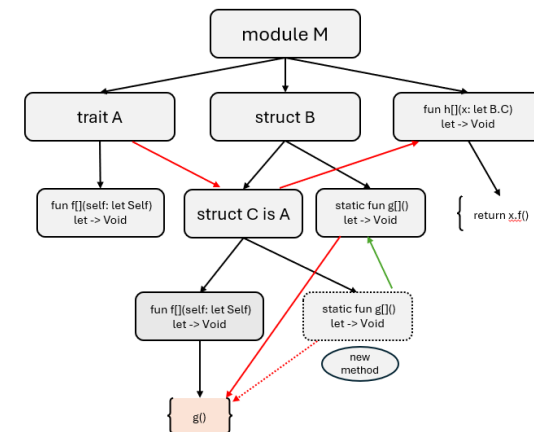 module M
trait A
struct B
fun h[](x: let B.C)
let -> Void
fun f[](self: let Self)
let -> Void
struct C is A
static fun g[]()
let -> Void
{ return x.f()
fun f[](self: let Self)
let -> Void
static fun g[]()
let -> Void
new
method
{ g() }